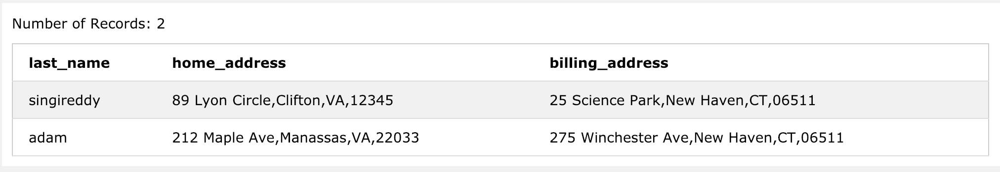 Number of Records: 2
last_name home_address billing_address
singireddy 89 Lyon Circle,Clifton,VA,12345 25 Science Park,New Haven,CT,06511
adam 212 Maple Ave,Manassas,VA,22033 275 Winchester Ave,New Haven,CT,06511